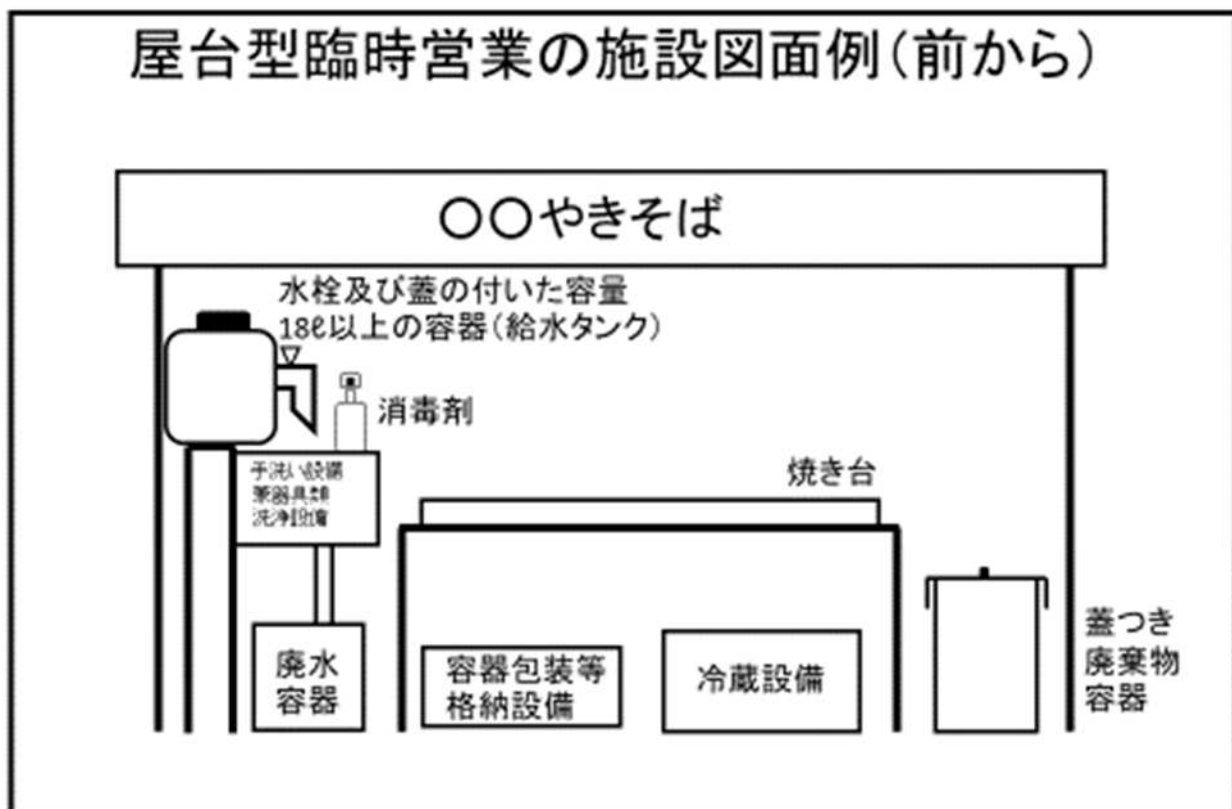 屋台型臨時営業の施設図面例（前から）
〇〇やきそば
水栓及び蓋の付いた容量
18ℓ以上の容器（給水タンク）
消毒剤
手洗い設備
兼器具類
洗浄設備
焼き台
廃水
容器
容器包装等
格納設備
冷蔵設備
蓋つき
廃棄物
容器